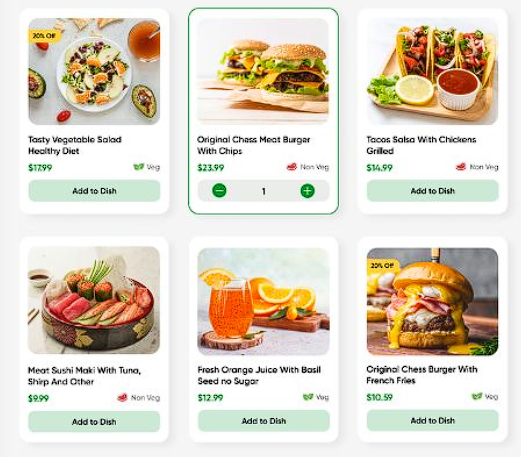 20% Off
Tasty Vegetable Salad
Healthy Diet
$17.99
Veg
Add to Dish
Original Chess Meat Burger
With Chips
$23.99
Non Veg
1
Tacos Salsa With Chickens
Grilled
$14.99
Non Veg
Add to Dish
Meat Sushi Maki With Tuna,
Ship And Other
$9.99
Non Veg
Add to Dish
Fresh Orange Juice With Basil
Seed no Sugar
$12.99
Veg
Add to Dish
20% Off
Original Chess Burger With
French Fries
$10.59
Veg
Add to Dish